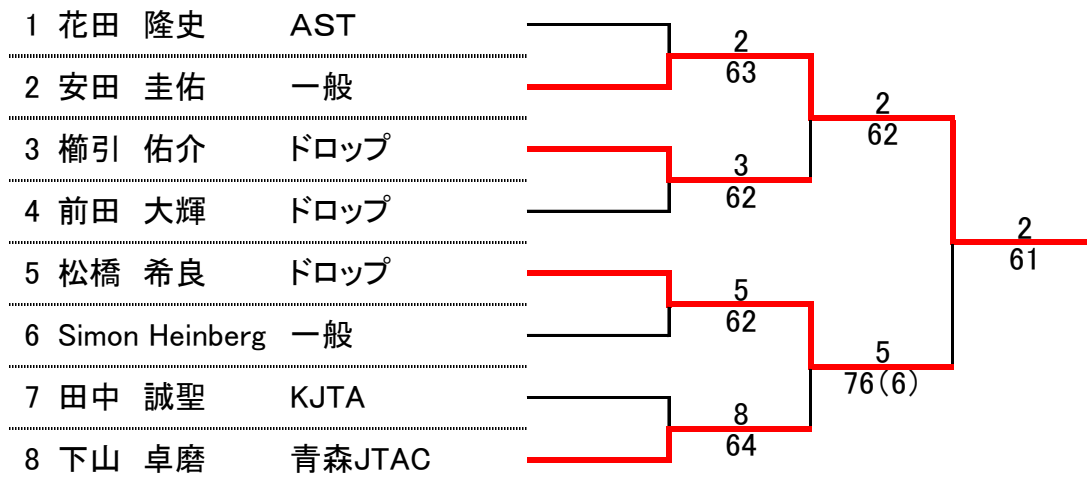 1 花田 隆史 AST
2 安田 圭佑 一般
3 櫛引 佑介 ドロップ
4 前田 大輝 ドロップ
5 松橋 希良 ドロップ
6 Simon Heinberg 一般
7 田中 誠聖 KJTA
8 下山 卓磨 青森JTAC
2
63
3
62
5
62
8
64
2
62
5
76(6)
2
61